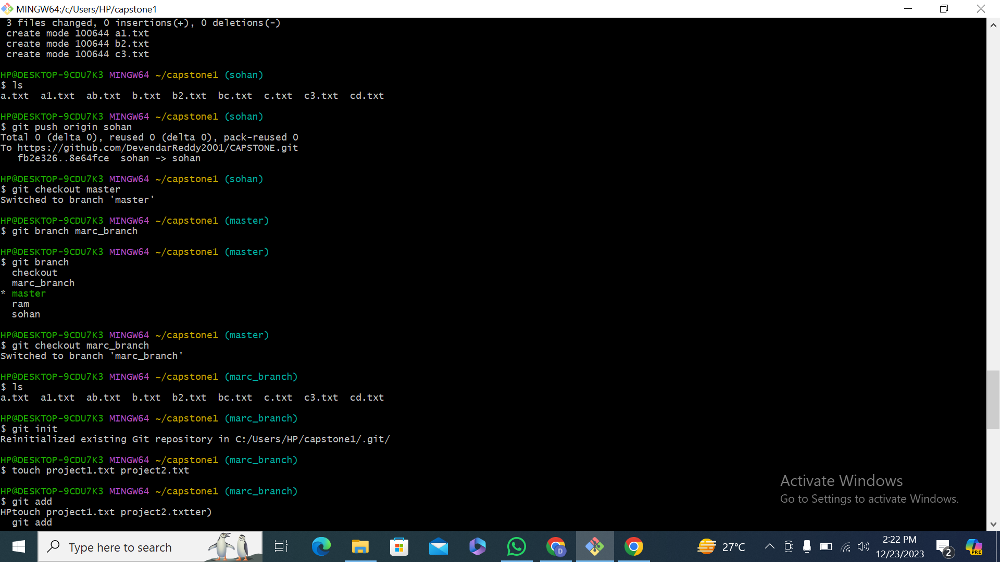 MINGW64:/c/Users/HP/capstone1
3 files changed, 0 insertions(+), 0 deletions(-)
create mode 100644 a1.txt
create mode 100644 b2.txt
create mode 100644 c3.txt
HP@DESKTOP-9CDU7K3 MINGW64 ~/capstone1 (sohan)
$ ls
a.txt  a1.txt  ab.txt  b.txt  b2.txt  bc.txt  c.txt  c3.txt  cd.txt
HP@DESKTOP-9CDU7K3 MINGW64 ~/capstone1 (sohan)
$ git push origin sohan
Total 0 (delta 0), reused 0 (delta 0), pack-reused 0
To https://github.com/DevendarReddy2001/CAPSTONE.git
   fb2e326..8e64fce  sohan -> sohan
HP@DESKTOP-9CDU7K3 MINGW64 ~/capstone1 (sohan)
$ git checkout master
Switched to branch 'master'
HP@DESKTOP-9CDU7K3 MINGW64 ~/capstone1 (master)
$ git branch marc_branch
HP@DESKTOP-9CDU7K3 MINGW64 ~/capstone1 (master)
$ git branch
  checkout
  marc_branch
* master
  ram
  sohan
HP@DESKTOP-9CDU7K3 MINGW64 ~/capstone1 (master)
$ git checkout marc_branch
Switched to branch 'marc_branch'
HP@DESKTOP-9CDU7K3 MINGW64 ~/capstone1 (marc_branch)
$ ls
a.txt  a1.txt  ab.txt  b.txt  b2.txt  bc.txt  c.txt  c3.txt  cd.txt
HP@DESKTOP-9CDU7K3 MINGW64 ~/capstone1 (marc_branch)
$ git init
Reinitialized existing Git repository in C:/Users/HP/capstone1/.git/
HP@DESKTOP-9CDU7K3 MINGW64 ~/capstone1 (marc_branch)
$ touch project1.txt project2.txt
HP@DESKTOP-9CDU7K3 MINGW64 ~/capstone1 (marc_branch)
$ git add
HPtouch project1.txt project2.txtter)
  git add
Activate Windows
Go to Settings to activate Windows.
Type here to search
D
27°C
2:22 PM
12/23/2023
2
PRE